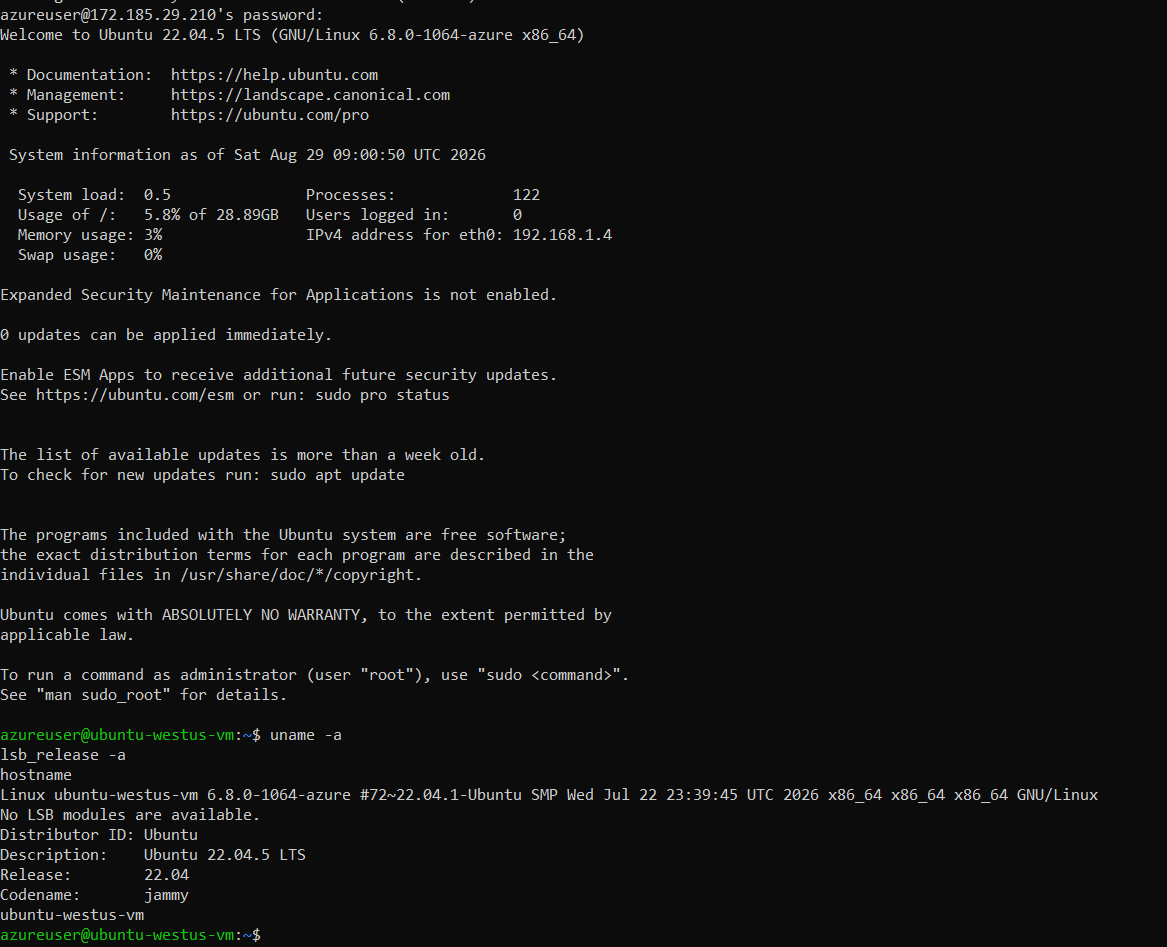 azureuser@172.185.29.210's password:
Welcome to Ubuntu 22.04.5 LTS (GNU/Linux 6.8.0-1064-azure x86_64)
* Documentation:  https://help.ubuntu.com
* Management:     https://landscape.canonical.com
* Support:        https://ubuntu.com/pro
System information as of Sat Aug 29 09:00:50 UTC 2026
System load:  0.5               Processes:             122
Usage of /:   5.8% of 28.89GB   Users logged in:       0
Memory usage: 3%                IPv4 address for eth0: 192.168.1.4
Swap usage:   0%
Expanded Security Maintenance for Applications is not enabled.
0 updates can be applied immediately.
Enable ESM Apps to receive additional future security updates.
See https://ubuntu.com/esm or run: sudo pro status
The list of available updates is more than a week old.
To check for new updates run: sudo apt update
The programs included with the Ubuntu system are free software;
the exact distribution terms for each program are described in the
individual files in /usr/share/doc/*/copyright.
Ubuntu comes with ABSOLUTELY NO WARRANTY, to the extent permitted by
applicable law.
To run a command as administrator (user "root"), use "sudo <command>".
See "man sudo_root" for details.
azureuser@ubuntu-westus-vm:~$ uname -a
lsb_release -a
hostname
Linux ubuntu-westus-vm 6.8.0-1064-azure #72~22.04.1-Ubuntu SMP Wed Jul 22 23:39:45 UTC 2026 x86_64 x86_64 x86_64 GNU/Linux
No LSB modules are available.
Distributor ID: Ubuntu
Description:    Ubuntu 22.04.5 LTS
Release:        22.04
Codename:       jammy
ubuntu-westus-vm
azureuser@ubuntu-westus-vm:~$